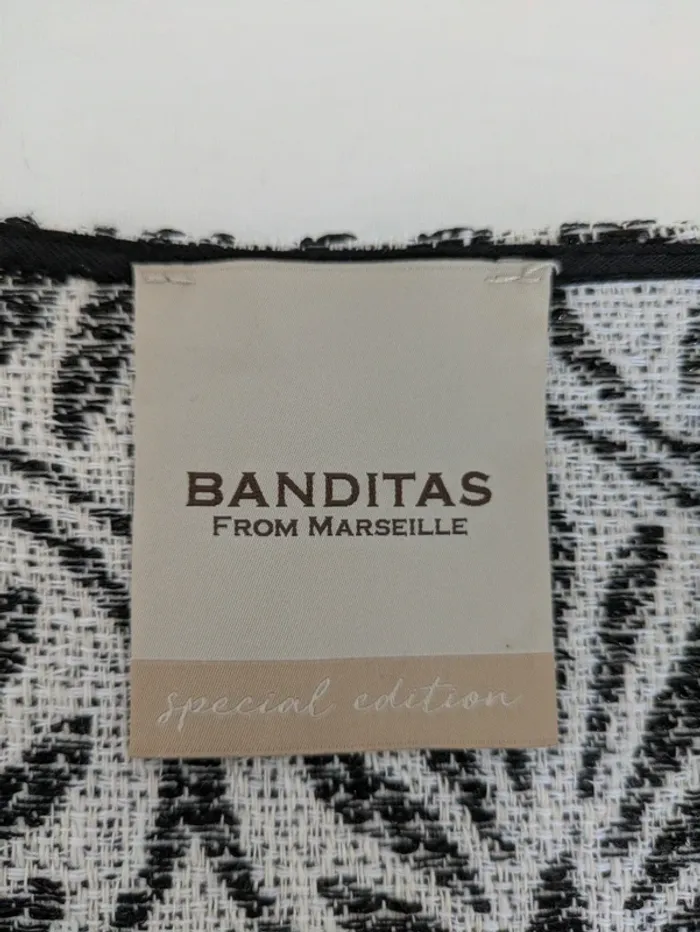 BANDITAS
FROM MARSEILLE
special edition